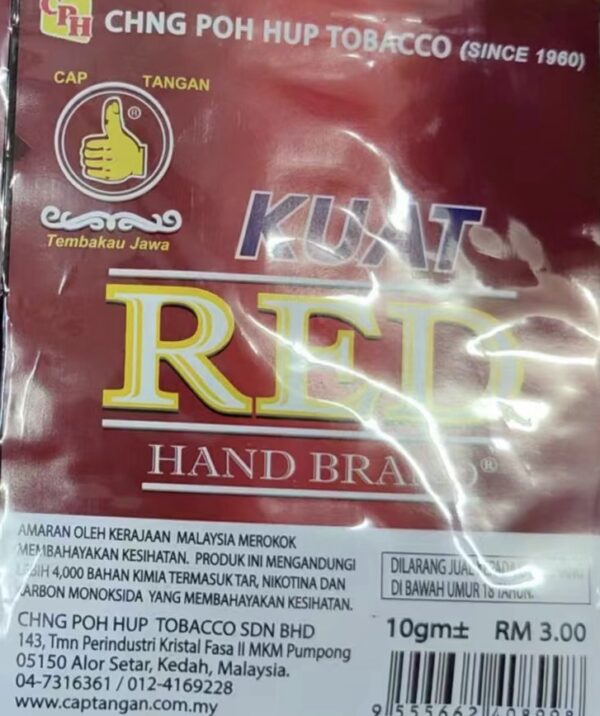 CPH
CHNG POH HUP TOBACCO (SINCE 1960)
CAP TANGAN
®
Tembakau Jawa
KUAT
RED
HAND ®
AMARAN OLEH KERAJAAN MALAYSIA MEROKOK
MEMBAHAYAKAN KESIHATAN. PRODUK INI MENGANDUNGI
4,000 BAHAN KIMIA TERMASUK TAR, NIKOTINA DAN
KARBON MONOKSIDA YANG MEMBAHAYAKAN KESIHATAN.
DILARANG JUAL
DI BAWAH UMUR 18 TAHUN.
CHNG POH HUP TOBACCO SDN BHD
143, Tmn Perindustri Kristal Fasa II MKM Pumpong
05150 Alor Setar, Kedah, Malaysia.
04-7316361 / 012-4169228
www.captangan.com.my
10gm± RM 3.00
9 555662